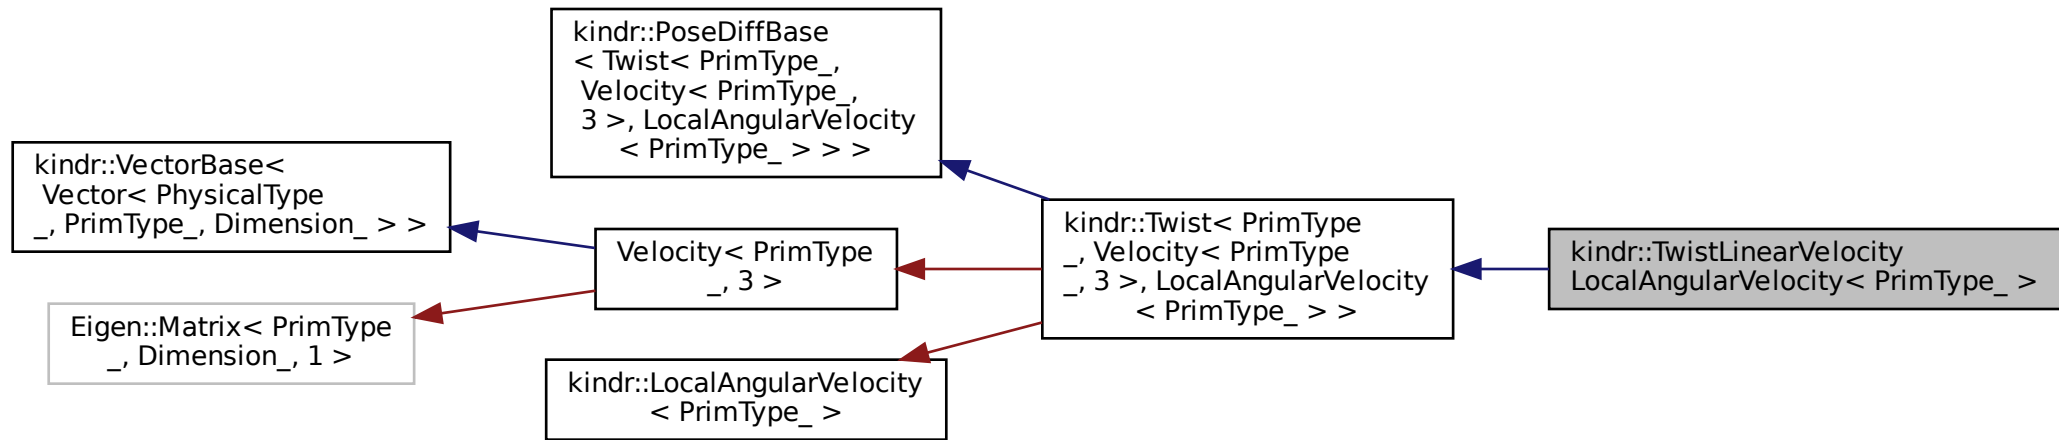 kindr::PoseDiffBase
< Twist< PrimType_,
Velocity< PrimType_,
3 >, LocalAngularVelocity
< PrimType_ > > >
kindr::VectorBase<
Vector< PhysicalType
_, PrimType_, Dimension_ > >
Eigen::Matrix< PrimType
_, Dimension_, 1 >
Velocity< PrimType
_, 3 >
kindr::LocalAngularVelocity
< PrimType_ >
kindr::Twist< PrimType
_, Velocity< PrimType
_, 3 >, LocalAngularVelocity
< PrimType_ > >
kindr::TwistLinearVelocity
LocalAngularVelocity< PrimType_ >